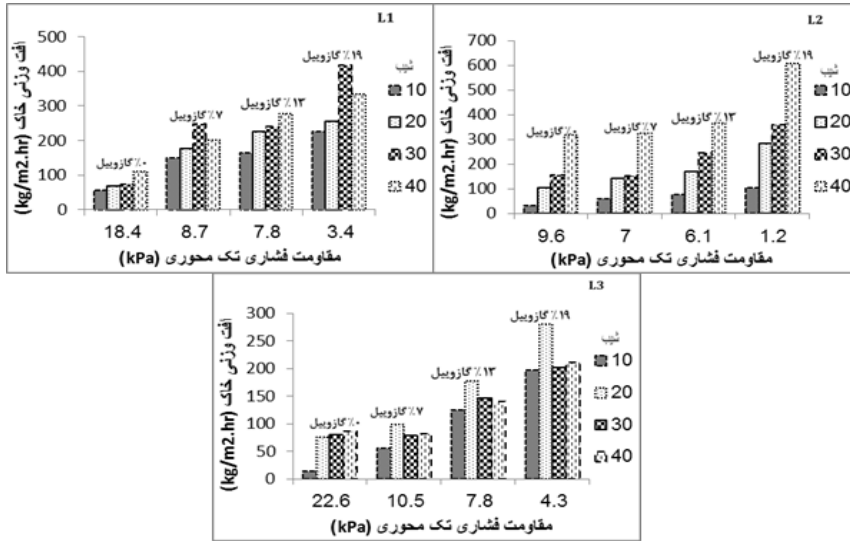 L1
افت وزنی خاک (kg/m2.hr)
500
400
300
200
100
0
٪۰ گازوییل
٪۷ گازوییل
٪۱۳ گازوییل
٪۱۹ گازوییل
شیب
10
20
30
40
18.4 8.7 7.8 3.4
مقاومت فشاری تک محوری (kPa)
L2
افت وزنی خاک (kg/m2.hr)
700
600
500
400
300
200
100
0
٪۰ گازوییل
٪۷ گازوییل
٪۱۳ گازوییل
٪۱۹ گازوییل
شیب
10
20
30
40
9.6 7 6.1 1.2
مقاومت فشاری تک محوری (kPa)
L3
افت وزنی خاک (kg/m2.hr)
300
250
200
150
100
50
0
٪۰ گازوییل
٪۷ گازوییل
٪۱۳ گازوییل
٪۱۹ گازوییل
شیب
10
20
30
40
22.6 10.5 7.8 4.3
مقاومت فشاری تک محوری (kPa)